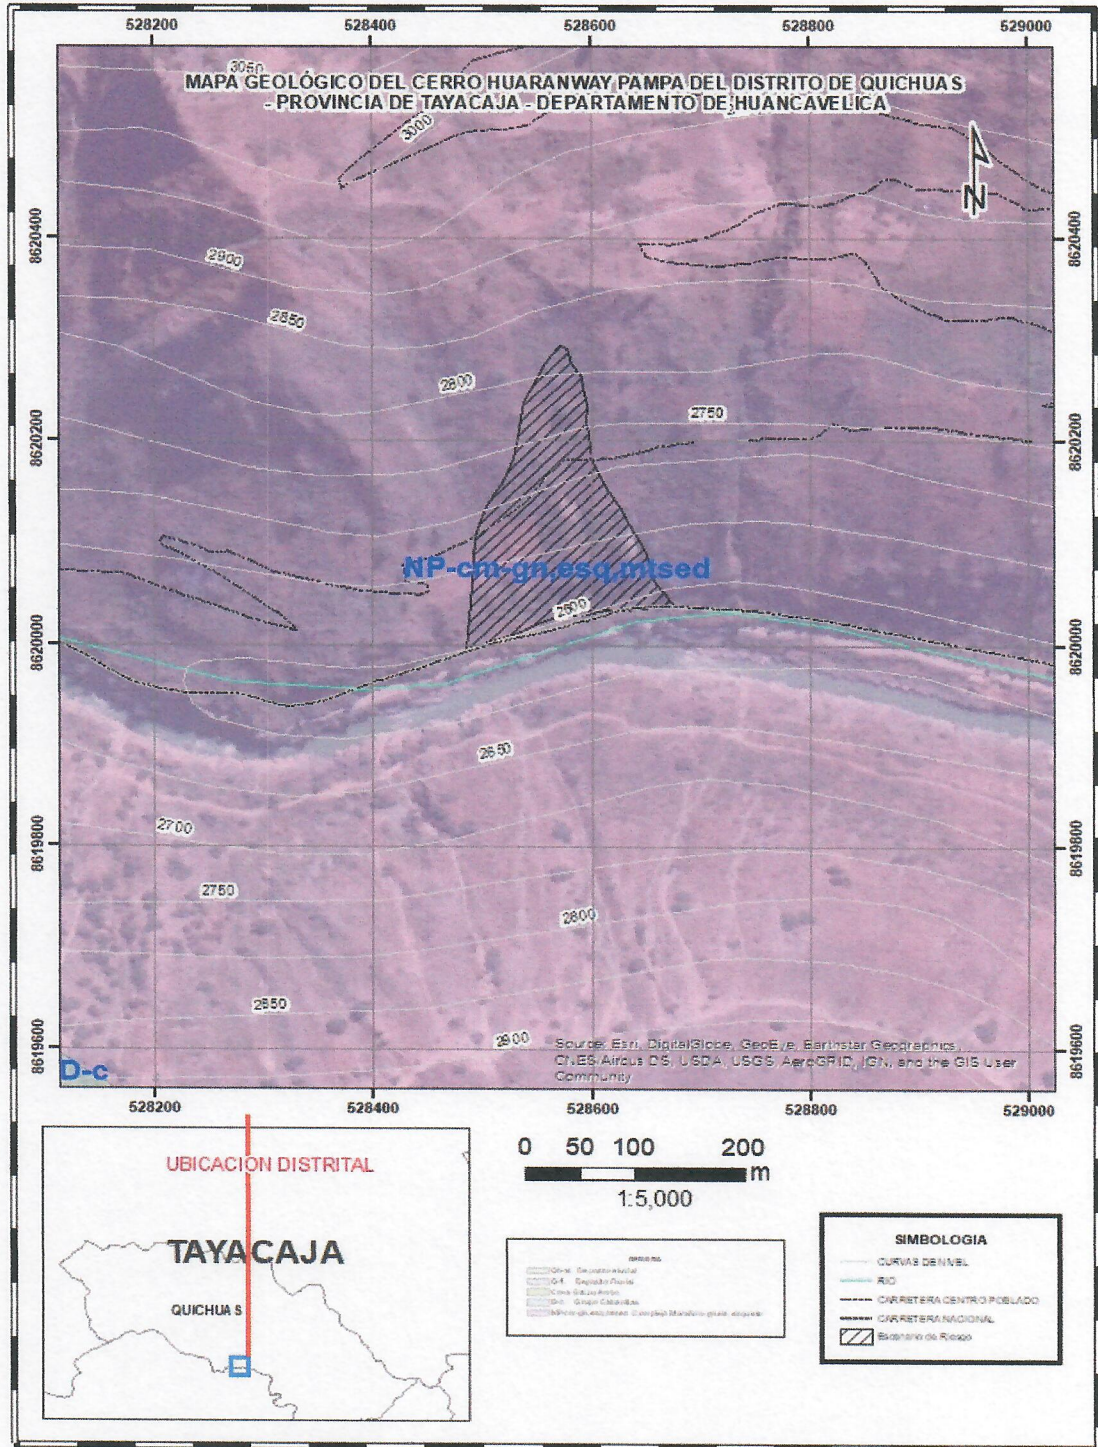 528200 528400 528600 528800 529000
3050
MAPA GEOLÓGICO DEL CERRO HUARANWAY PAMPA DEL DISTRITO DE QUICHUAS
- PROVINCIA DE TAYACAJA - DEPARTAMENTO DE HUANCAVELICA
3000
N
8620400 8620400
2900
2850
2800
2750
8620200 8620200
NP-cm-gn,esq,mtsed
2600
8620000 8620000
2650
2700
8619800 8619800
2750
2800
2850
2800
8619600 8619600
Source: Esri, DigitalGlobe, GeoEye, Earthstar Geographics,
CNES/Airbus DS, USDA, USGS, AeroGRID, IGN, and the GIS User
Community
D-c
528200 528400 528600 528800 529000
UBICACION DISTRITAL
TAYACAJA
QUICHUAS
0 50 100 200
m
1:5,000
SIMBOLOGIA
CURVAS DE NIVEL
RIO
CARRETERA CENTRO POBLADO
CARRETERA NACIONAL
Escenario de Riesgo